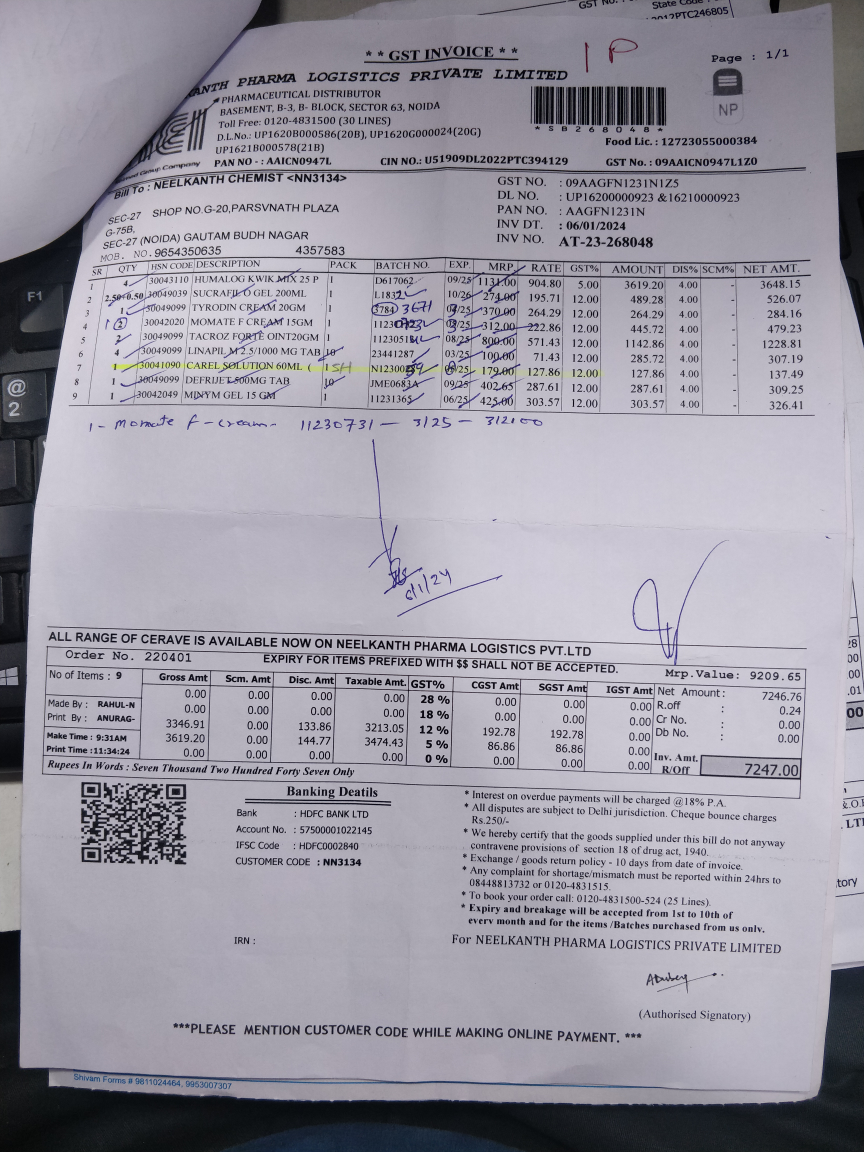 GST No. :
State Code :
2012PTC246805
** GST INVOICE **
1P
Page : 1/1
KANTH PHARMA LOGISTICS PRIVATE LIMITED
PHARMACEUTICAL DISTRIBUTOR
BASEMENT, B-3, B- BLOCK, SECTOR 63, NOIDA
Toll Free: 0120-4831500 (30 LINES)
D.L.No.: UP1620B000586(20B), UP1620G000024(20G)
UP1621B000578(21B)
NP
*SB268048*
Food Lic. : 12723055000384
PAN NO - : AAICN0947L
CIN NO.: U51909DL2022PTC394129
GST No. : 09AAICN0947L1Z0
Bill To : NEELKANTH CHEMIST <NN3134>
SEC-27 SHOP NO.G-20,PARSVNATH PLAZA
G-75B,
SEC-27 (NOIDA) GAUTAM BUDH NAGAR
MOB. NO.9654350635 4357583
GST NO. : 09AAGFN1231N1Z5
DL NO. : UP16200000923 &16210000923
PAN NO. : AAGFN1231N
INV DT. : 06/01/2024
INV NO. AT-23-268048
SR QTY HSN CODE DESCRIPTION PACK BATCH NO. EXP. MRP. RATE GST% AMOUNT DIS% SCM% NET AMT.
1 4 30043110 HUMALOG KWIK MIX 25 P 1 D617062 09/25 1131.00 904.80 5.00 3619.20 4.00 - 3648.15
2 2.50+0.50 30049039 SUCRAFIL O GEL 200ML 1 L1832 10/26 274.00 195.71 12.00 489.28 4.00 - 526.07
3 1 30049099 TYRODIN CREAM 20GM 1 3784 3671 /25 370.00 264.29 12.00 264.29 4.00 - 284.16
4 1 2 30042020 MOMATE F CREAM 15GM 1 /25 312.00 222.86 12.00 445.72 4.00 - 479.23
5 2 30049099 TACROZ FORTE OINT20GM 1 08/25 800.00 571.43 12.00 1142.86 4.00 - 1228.81
6 4 30049099 LINAPIL M 2.5/1000 MG TAB 10 23441287 03/25 100.00 71.43 12.00 285.72 4.00 - 307.19
7 1 30041090 CAREL SOLUTION 60ML ( 1 SH /25 179.00 127.86 12.00 127.86 4.00 - 137.49
8 1 30049099 DEFRIJET 500MG TAB 10 JME0683A 09/25 402.65 287.61 12.00 287.61 4.00 - 309.25
9 1 30042049 MINYM GEL 15 GM 1 11231365 06/25 425.00 303.57 12.00 303.57 4.00 - 326.41
1 - Momate F-cream- 11230731 - 3/25 - 312100
6/1/24
ALL RANGE OF CERAVE IS AVAILABLE NOW ON NEELKANTH PHARMA LOGISTICS PVT.LTD
Order No. 220401 EXPIRY FOR ITEMS PREFIXED WITH $$ SHALL NOT BE ACCEPTED. Mrp.Value: 9209.65
No of Items : 9
Made By : RAHUL-N
Print By : ANURAG-
Make Time : 9:31AM
Print Time :11:34:24
Gross Amt Scm. Amt Disc. Amt Taxable Amt. GST% CGST Amt SGST Amt IGST Amt
0.00 0.00 0.00 0.00 28 % 0.00 0.00 0.00
0.00 0.00 0.00 0.00 18 % 0.00 0.00 0.00
3346.91 0.00 133.86 3213.05 12 % 192.78 192.78 0.00
3619.20 0.00 144.77 3474.43 5 % 86.86 86.86 0.00
0.00 0.00 0.00 0.00 0 % 0.00 0.00 0.00
Net Amount : 7246.76
R.off : 0.24
Cr No. : 0.00
Db No. : 0.00
Inv. Amt. R/Off 7247.00
Rupees In Words : Seven Thousand Two Hundred Forty Seven Only
Banking Deatils
Bank : HDFC BANK LTD
Account No. : 57500001022145
IFSC Code : HDFC0002840
CUSTOMER CODE : NN3134
* Interest on overdue payments will be charged @18% P.A.
* All disputes are subject to Delhi jurisdiction. Cheque bounce charges
Rs.250/-
* We hereby certify that the goods supplied under this bill do not anyway
contravene provisions of section 18 of drug act, 1940.
* Exchange / goods return policy - 10 days from date of invoice.
* Any complaint for shortage/mismatch must be reported within 24hrs to
08448813732 or 0120-4831515.
* To book your order call: 0120-4831500-524 (25 Lines).
* Expiry and breakage will be accepted from 1st to 10th of
every month and for the items /Batches purchased from us only.
IRN :
For NEELKANTH PHARMA LOGISTICS PRIVATE LIMITED
(Authorised Signatory)
***PLEASE MENTION CUSTOMER CODE WHILE MAKING ONLINE PAYMENT. ***
Shivam Forms # 9811024464, 9953007307
F1
@
2